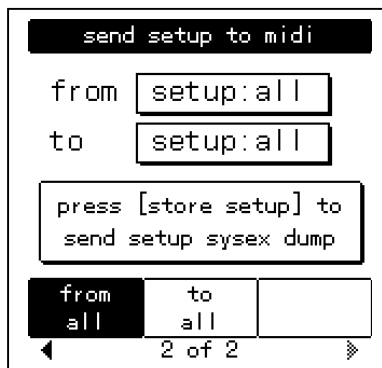 send setup to midi
from setup:all
to setup:all
press [store setup] to
send setup sysex dump
from to
all all
2 of 2